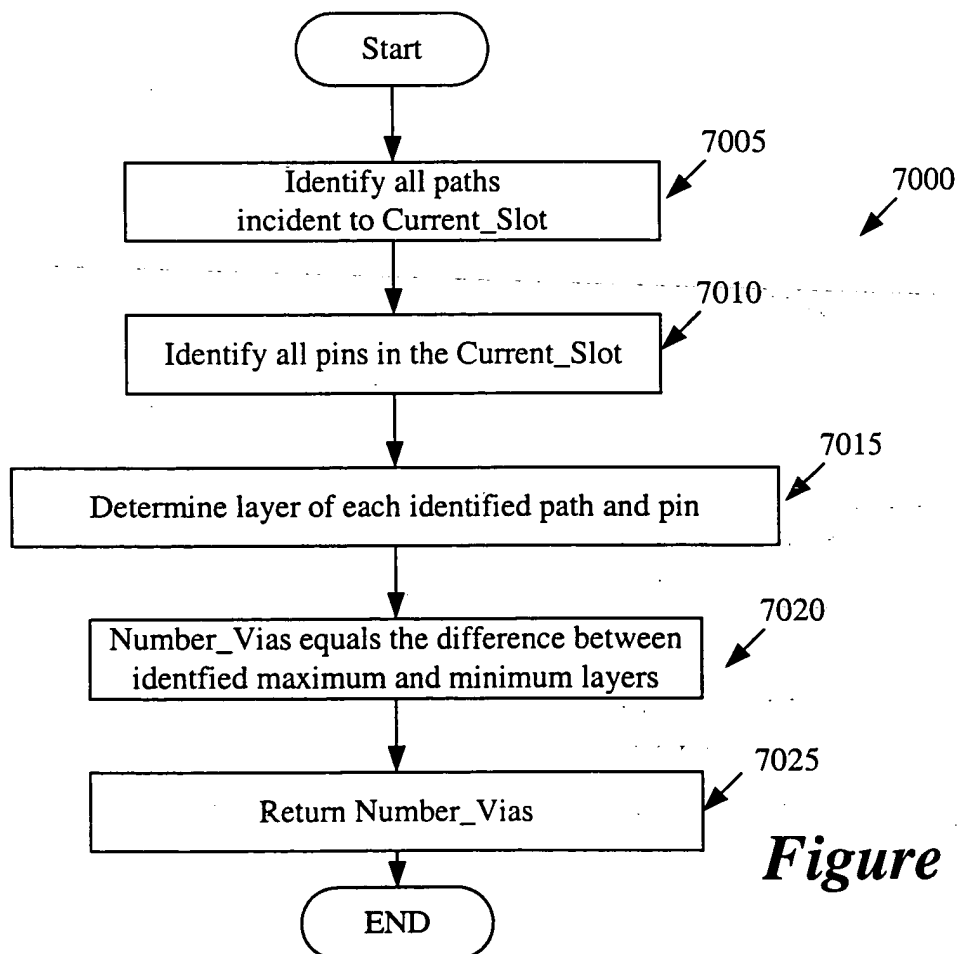 Start
7005
Identify all paths
incident to Current_Slot
7000
7010
Identify all pins in the Current_Slot
7015
Determine layer of each identified path and pin
7020
Number_Vias equals the difference between
identfied maximum and minimum layers
7025
Return Number_Vias
Figure
END